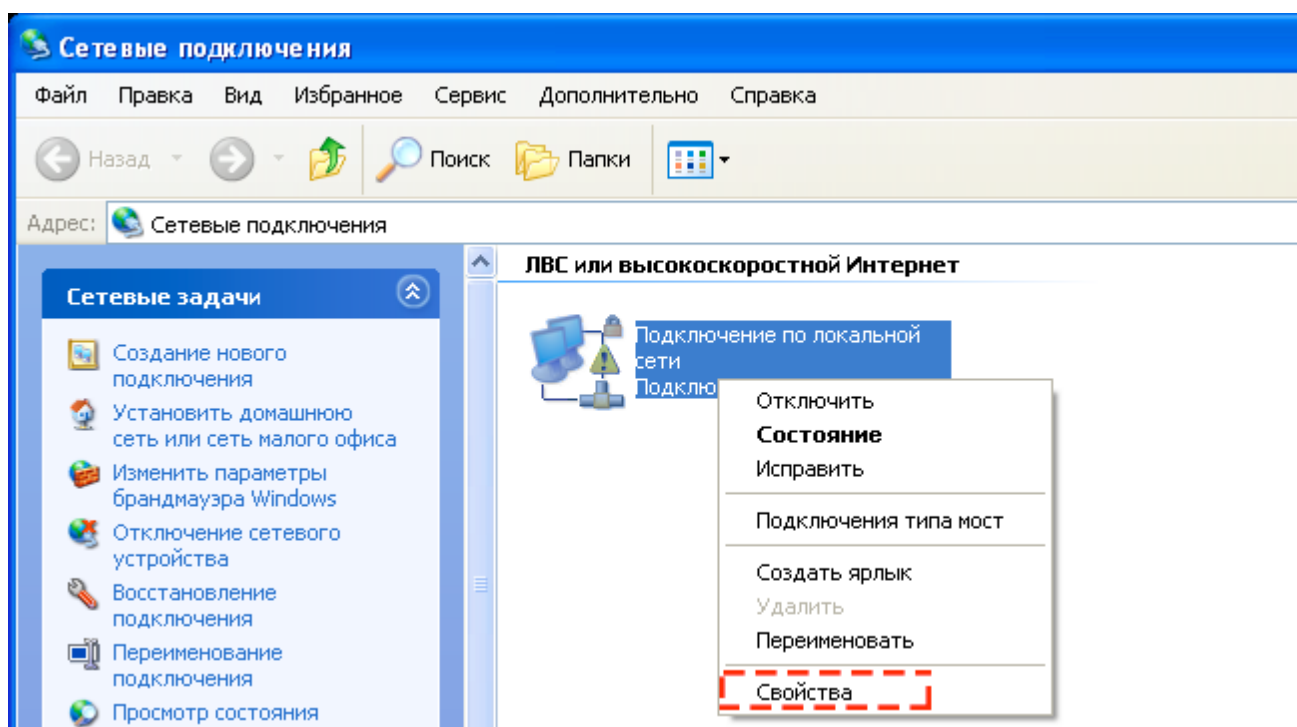 Сетевые подключения
Файл Правка Вид Избранное Сервис Дополнительно Справка
Назад Поиск Папки
Адрес: Сетевые подключения
Сетевые задачи
Создание нового
подключения
Установить домашнюю
сеть или сеть малого офиса
Изменить параметры
брандмауэра Windows
Отключение сетевого
устройства
Восстановление
подключения
Переименование
подключения
Просмотр состояния
ЛВС или высокоскоростной Интернет
Подключение по локальной
сети
Подклю
Отключить
Состояние
Исправить
Подключения типа мост
Создать ярлык
Удалить
Переименовать
Свойства